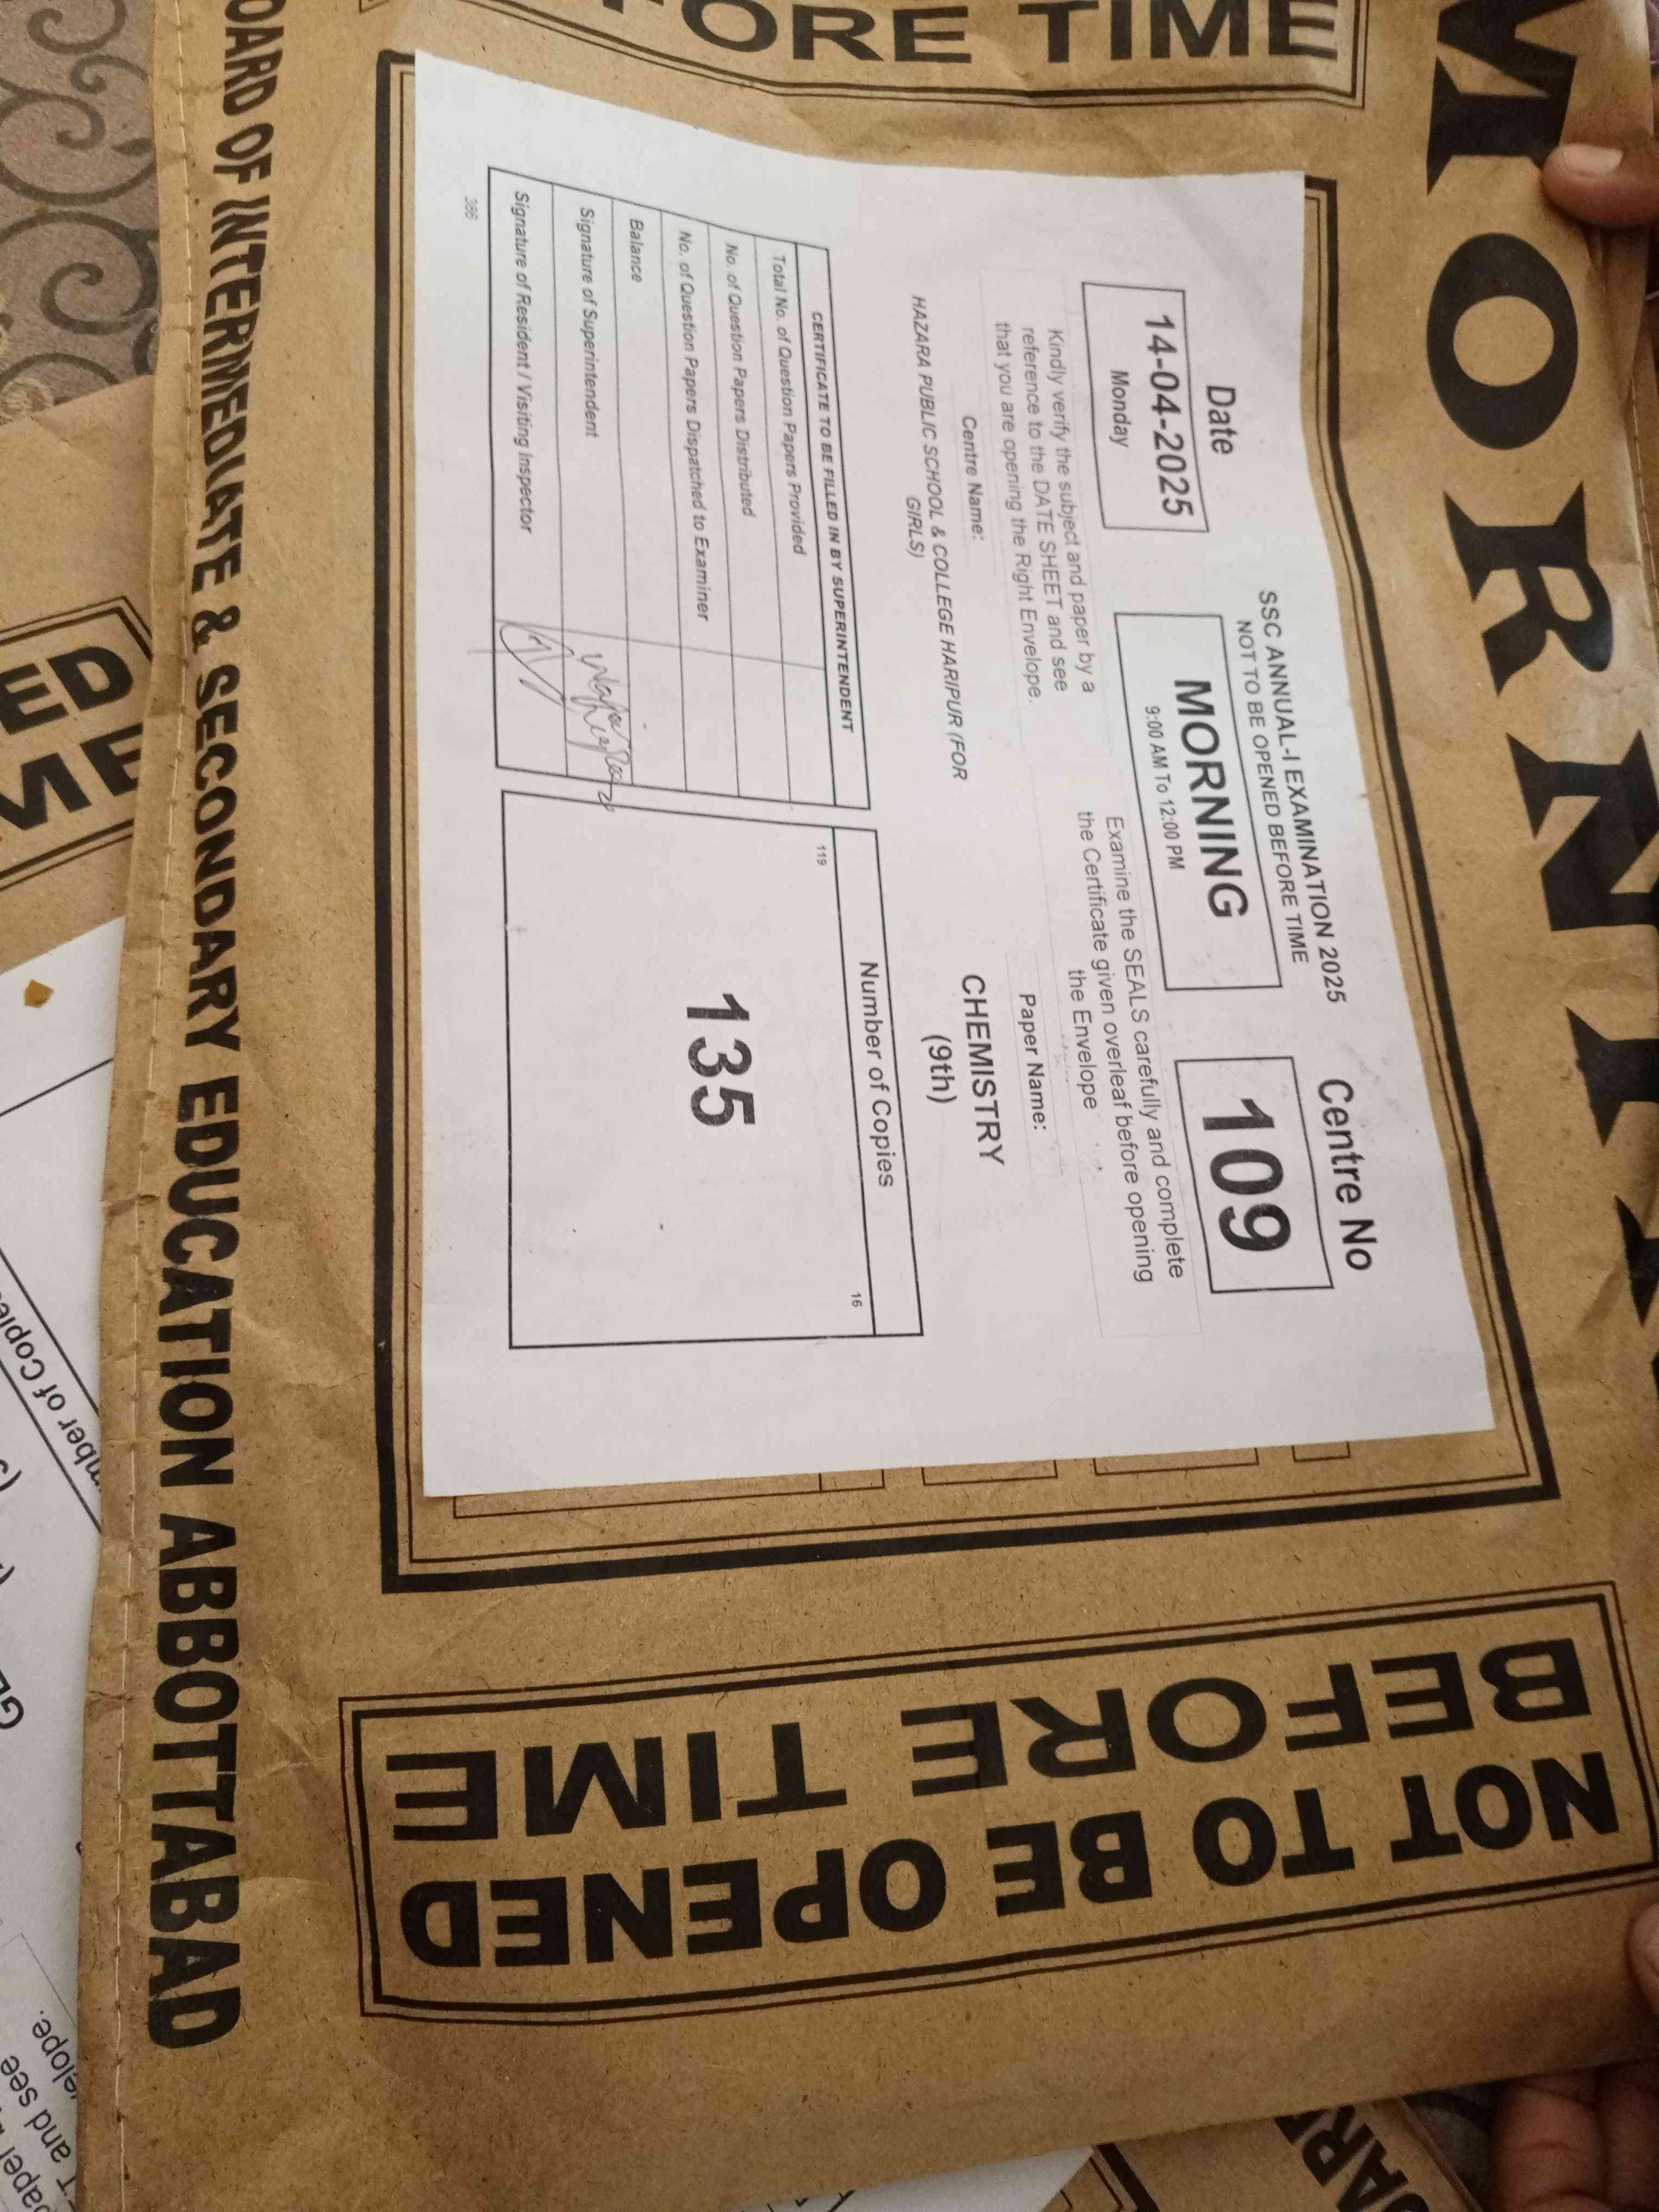 MORN
FORE TIME
SSC ANNUAL-I EXAMINATION 2025
NOT TO BE OPENED BEFORE TIME
Date
14-04-2025
Monday
MORNING
9:00 AM To 12:00 PM
Centre No
109
Kindly verify the subject and paper by a
reference to the DATE SHEET and see
that you are opening the Right Envelope.
Examine the SEALS carefully and complete
the Certificate given overleaf before opening
the Envelope
Centre Name:
HAZARA PUBLIC SCHOOL & COLLEGE HARIPUR (FOR
GIRLS)
Paper Name:
CHEMISTRY
(9th)
CERTIFICATE TO BE FILLED IN BY SUPERINTENDENT
Total No. of Question Papers Provided
No. of Question Papers Distributed
No. of Question Papers Dispatched to Examiner
Balance
Signature of Superintendent
Signature of Resident / Visiting Inspector
386
Number of Copies
119
16
135
NOT TO BE OPENED
BEFORE TIME
OARD OF INTERMEDIATE & SECONDARY EDUCATION ABBOTTABAD
ED
ME
mber of Copies
T and see
velope.